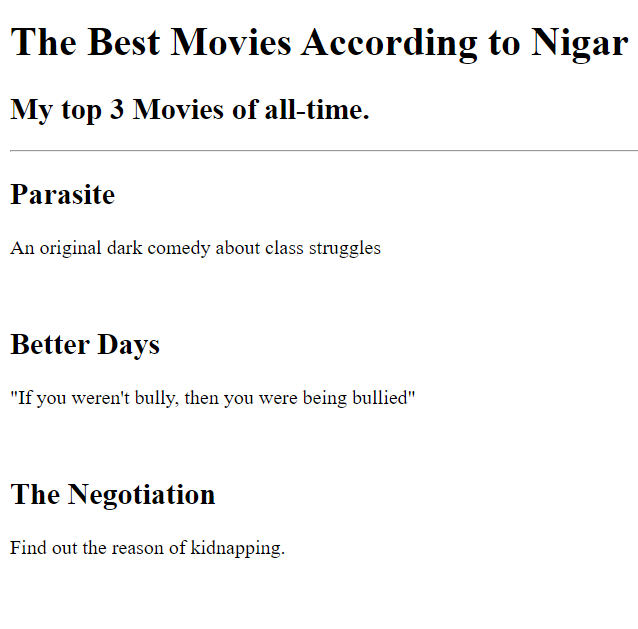 The Best Movies According to Nigar
My top 3 Movies of all-time.
Parasite
An original dark comedy about class struggles
Better Days
"If you weren't bully, then you were being bullied"
The Negotiation
Find out the reason of kidnapping.